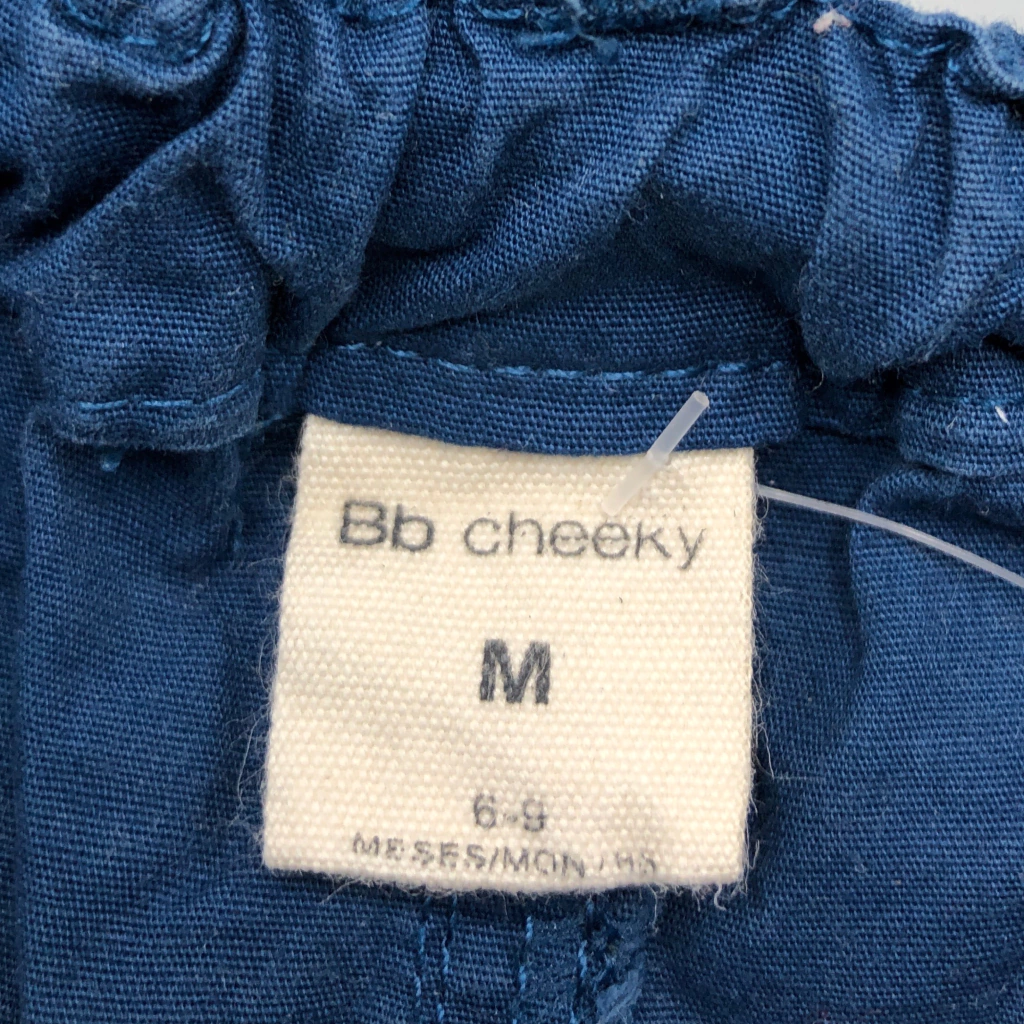 Bb cheeky
M
6-9
MESES/MONTHS